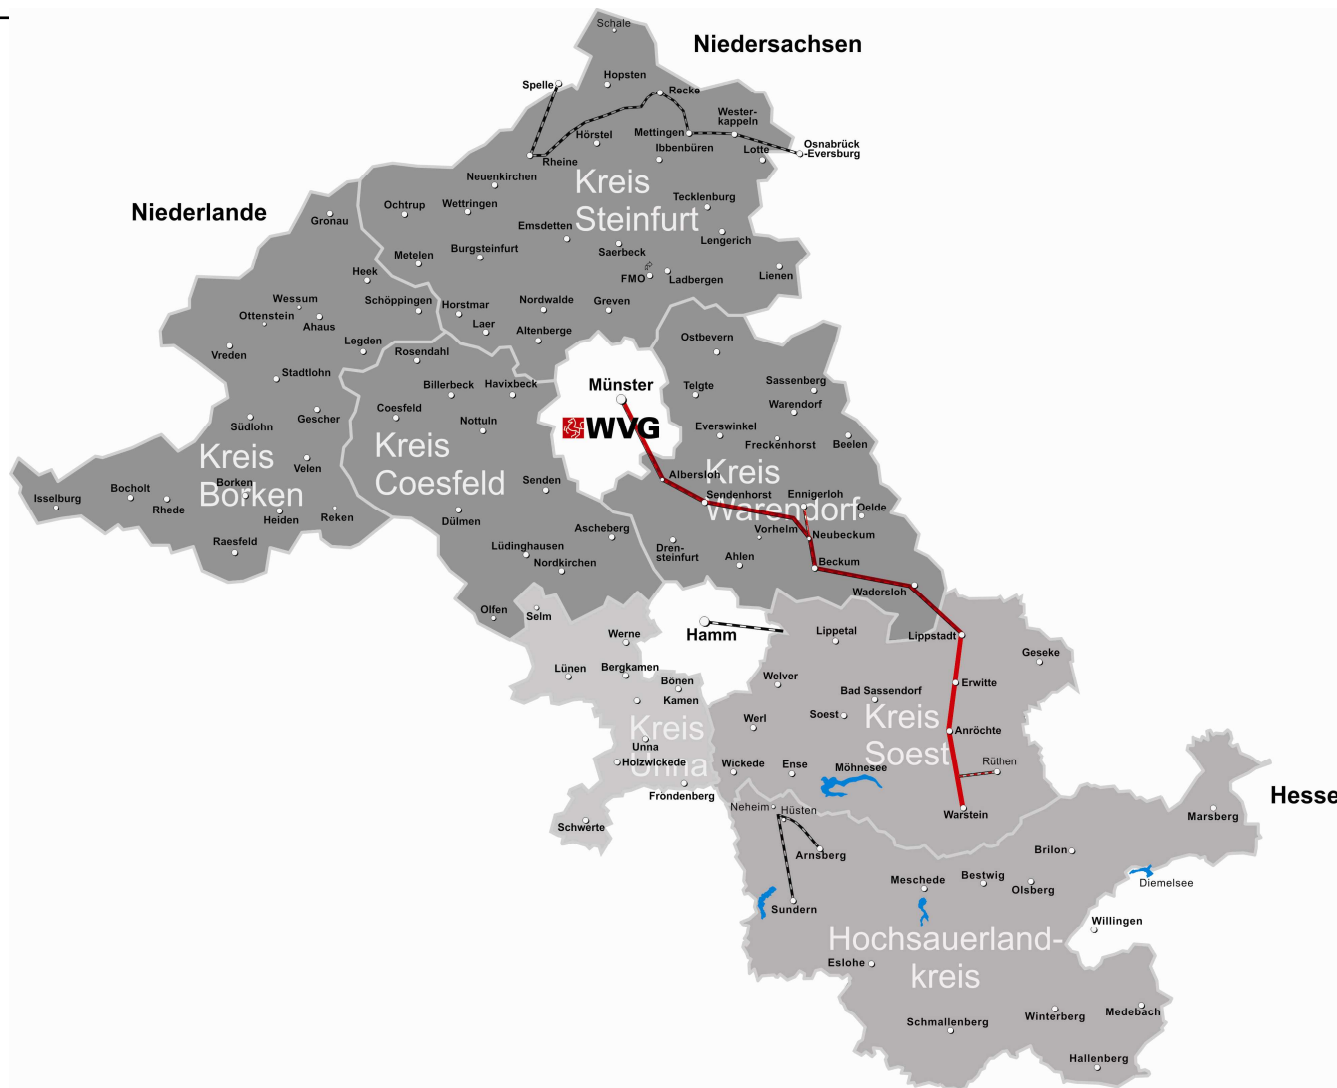 Schale
Niedersachsen
Spelle
Hopsten
Recke
Wester-
kappeln
Hörstel
Mettingen
Ibbenbüren
Lotte
Osnabrück
-Eversburg
Rheine
Neuenkirchen
Kreis
Steinfurt
Niederlande
Gronau
Ochtrup
Wettringen
Tecklenburg
Emsdetten
Lengerich
Metelen
Burgsteinfurt
Saerbeck
Heek
FMO
Ladbergen
Lienen
Wessum
Schöppingen
Horstmar
Nordwalde
Greven
Ottenstein
Ahaus
Laer
Altenberge
Legden
Rosendahl
Ostbevern
Vreden
Stadtlohn
Billerbeck
Havixbeck
Münster
Telgte
Sassenberg
Coesfeld
Warendorf
Gescher
Nottuln
WVG
Everswinkel
Südlohn
Freckenhorst
Beelen
Kreis
Borken
Kreis
Coesfeld
Velen
Kreis
Warendorf
Albersloh
Borken
Senden
Isselburg
Bocholt
Rhede
Sendenhorst
Ennigerloh
Oelde
Heiden
Reken
Dülmen
Ascheberg
Vorhelm
Neubeckum
Raesfeld
Lüdinghausen
Dren-
steinfurt
Ahlen
Beckum
Nordkirchen
Wadersloh
Olfen
Selm
Werne
Hamm
Lippetal
Lippstadt
Geseke
Lünen
Bergkamen
Bönen
Kamen
Welver
Bad Sassendorf
Erwitte
Werl
Soest
Kreis
Soest
Kreis
Unna
Anröchte
Unna
Holzwickede
Wickede
Ense
Möhnesee
Rüthen
Fröndenberg
Hesse
Neheim
Hüsten
Warstein
Marsberg
Schwerte
Arnsberg
Brilon
Meschede
Bestwig
Olsberg
Diemelsee
Sundern
Willingen
Hochsauerland-
kreis
Eslohe
Schmallenberg
Winterberg
Medebach
Hallenberg